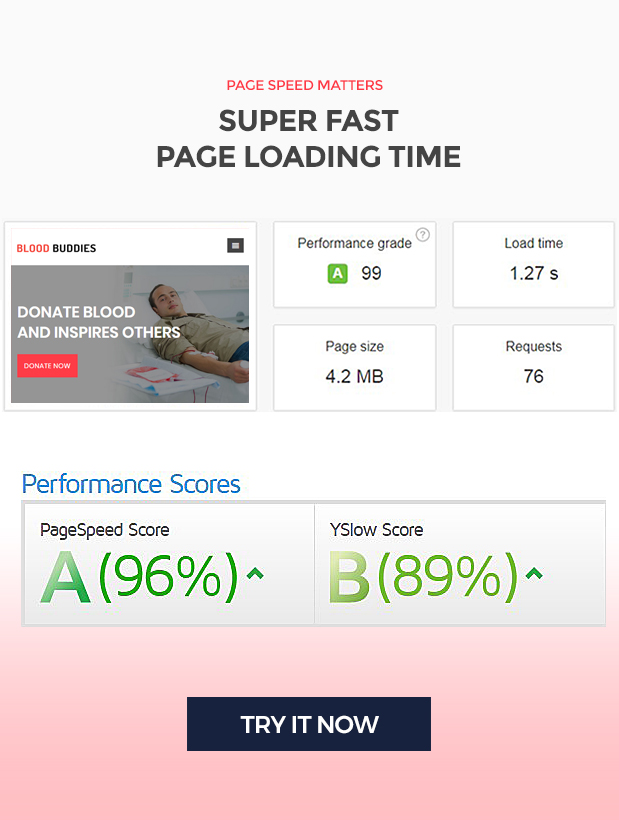 PAGE SPEED MATTERS
SUPER FAST
PAGE LOADING TIME
BLOOD BUDDIES
DONATE BLOOD
AND INSPIRES OTHERS
DONATE NOW
Performance grade ?
A 99
Load time
1.27 s
Page size
4.2 MB
Requests
76
Performance Scores
PageSpeed Score
A (96%)
YSlow Score
B (89%)
TRY IT NOW